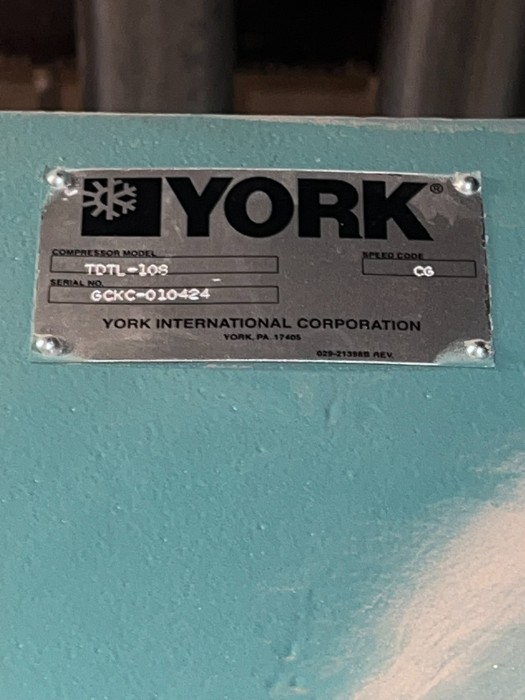 YORK®
COMPRESSOR MODEL
SPEED CODE
TDTL-108
CG
SERIAL NO.
GCKC-010424
YORK INTERNATIONAL CORPORATION
YORK, PA. 17405
029-21398B REV.